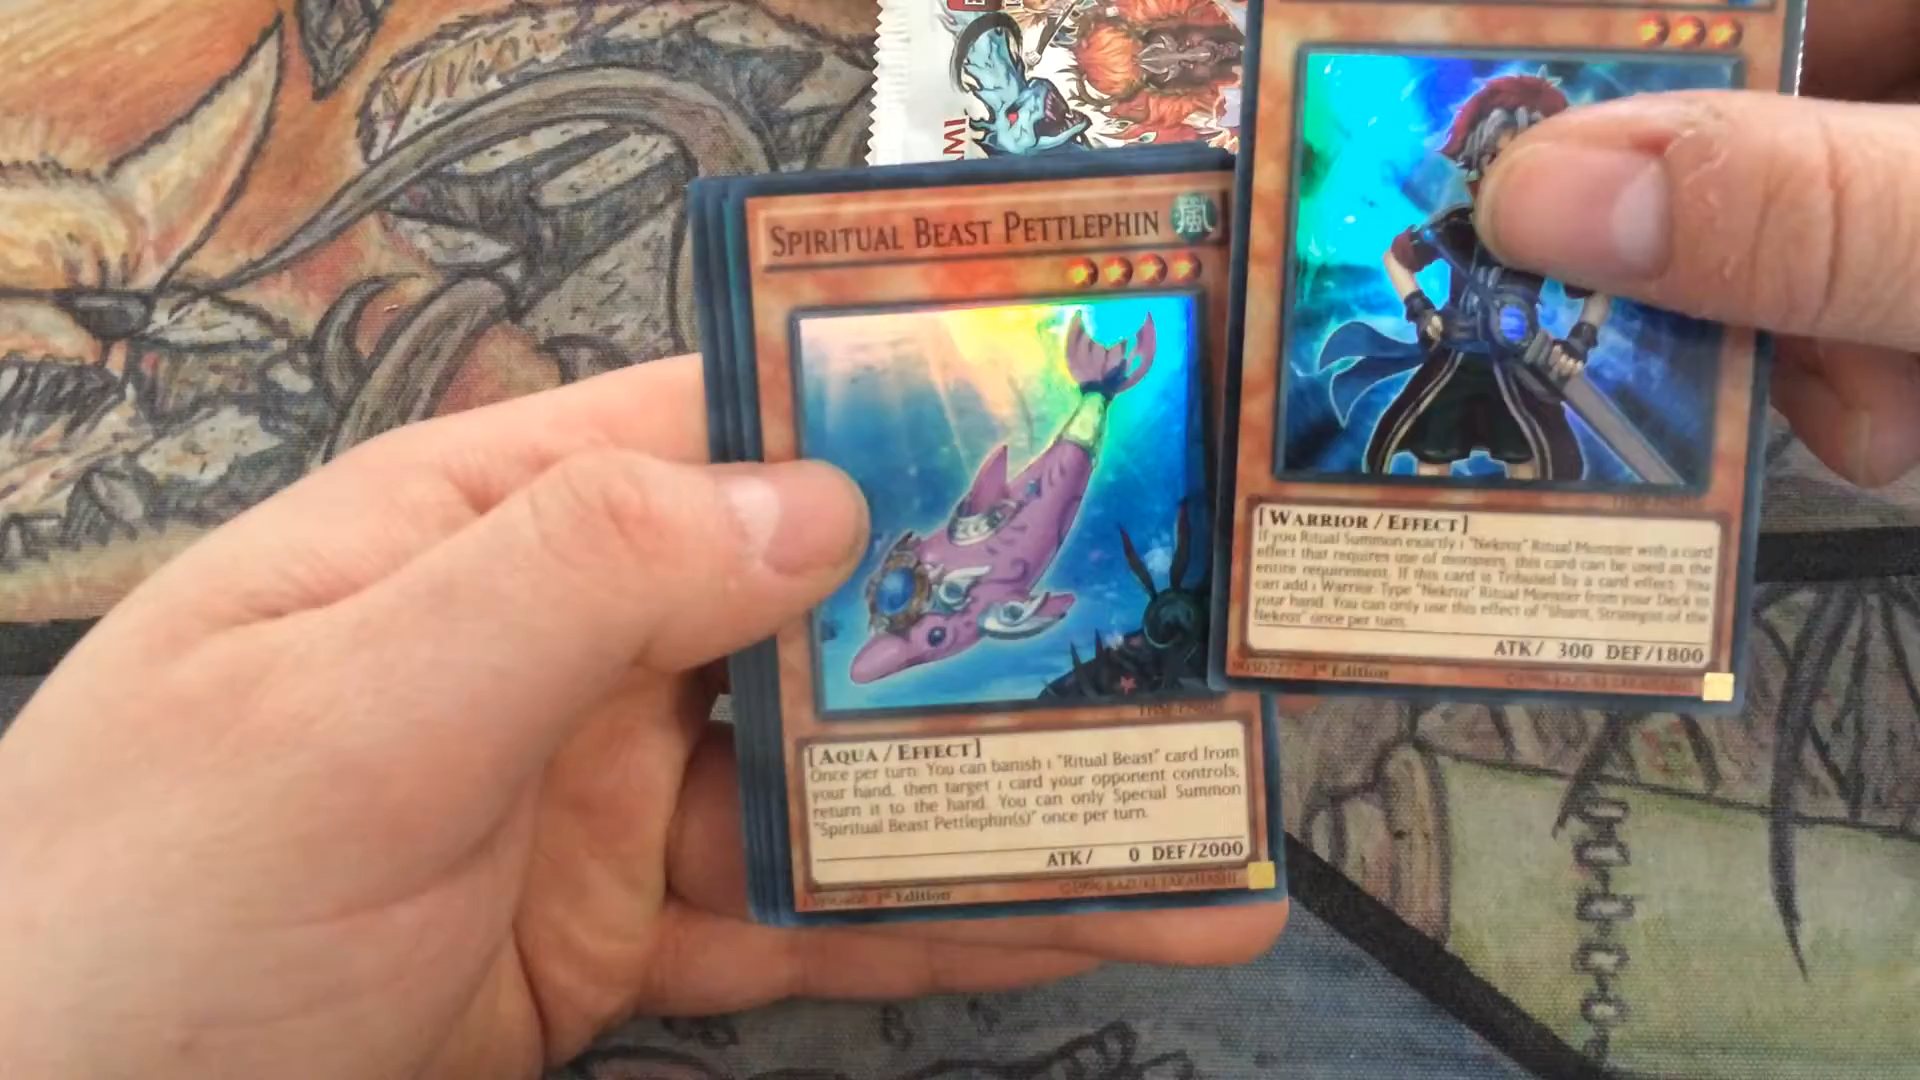 AMI
SPIRITUAL BEAST PETTLEPHIN
風
[AQUA / EFFECT]
Once per turn: You can banish 1 "Ritual Beast" card from
your hand, then target 1 card your opponent controls;
return it to the hand. You can only Special Summon
"Spiritual Beast Pettlephin(s)" once per turn.
ATK/ 0 DEF/2000
1st Edition
©1996 KAZUKI TAKAHASHI
[WARRIOR / EFFECT]
If you Ritual Summon exactly 1 "Nekroz" Ritual Monster with a card
effect that requires use of monsters, this card can be used as the
entire requirement. If this card is Tributed by a card effect: You
can add 1 Warrior-Type "Nekroz" Ritual Monster from your Deck to
your hand. You can only use this effect of "Shurit, Strategist of the
Nekroz" once per turn.
ATK/ 300 DEF/1800
1st Edition
©1996 KAZUKI TAKAHASHI